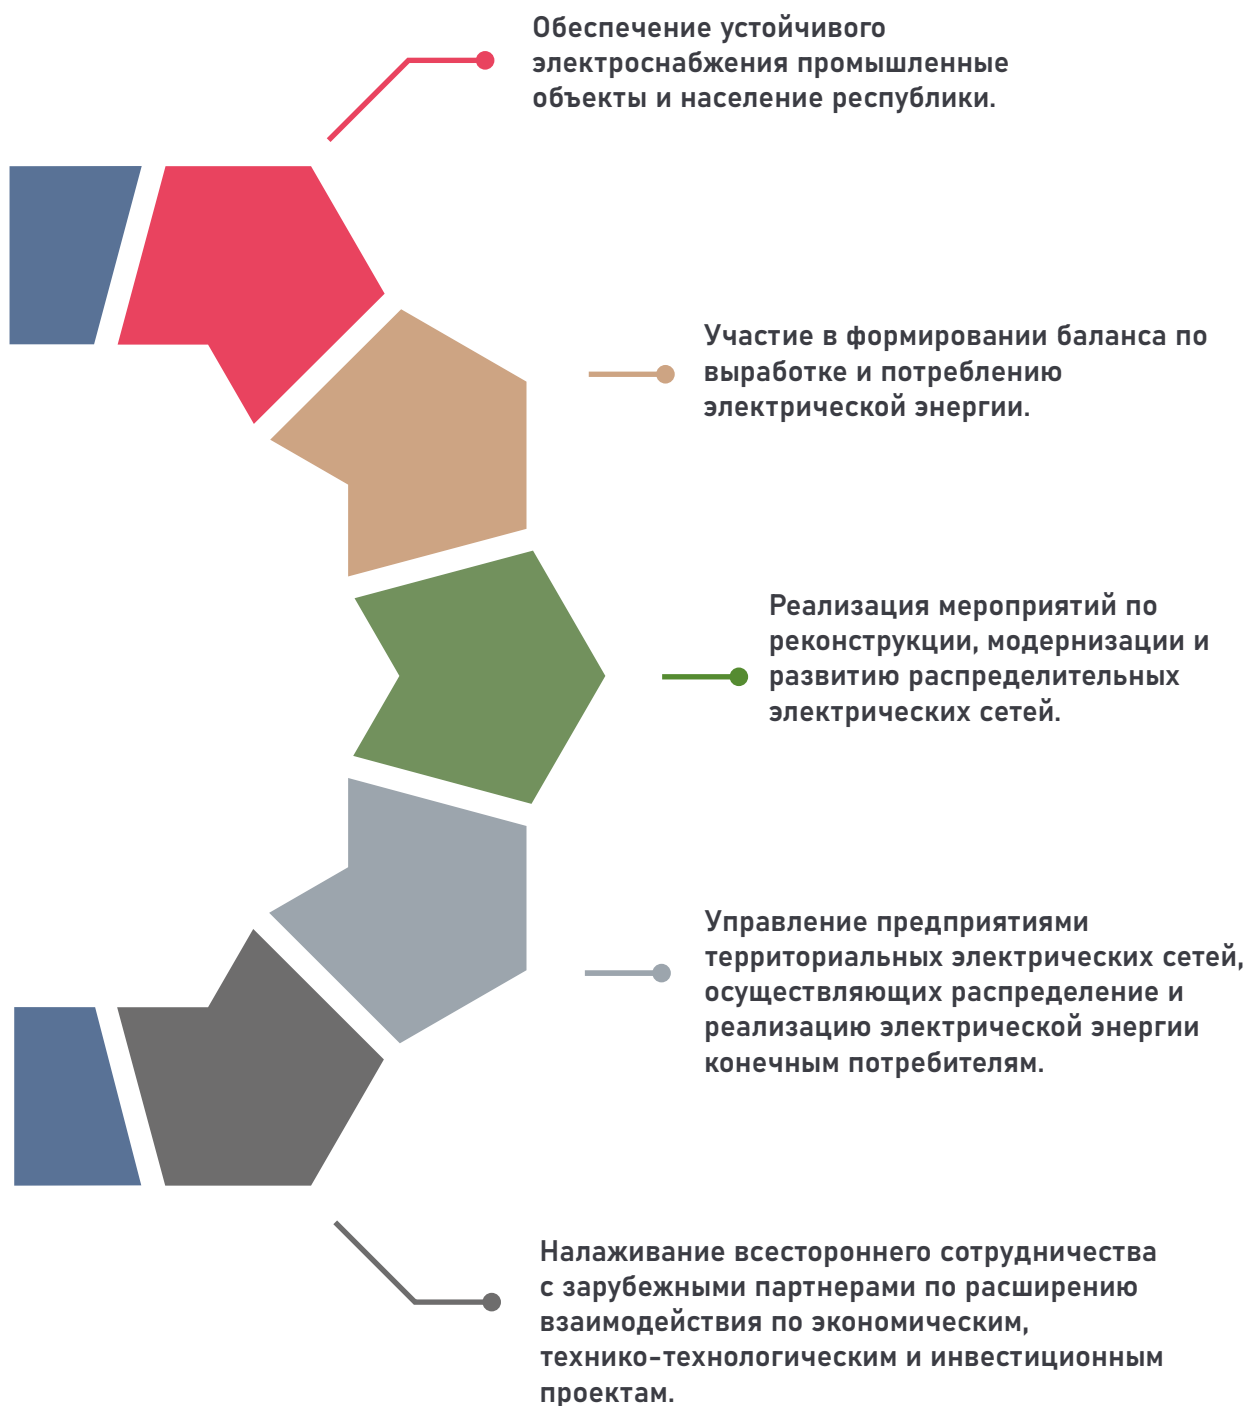 Обеспечение устойчивого
электроснабжения промышленные
объекты и население республики.
Участие в формировании баланса по
выработке и потреблению
электрической энергии.
Реализация мероприятий по
реконструкции, модернизации и
развитию распределительных
электрических сетей.
Управление предприятиями
территориальных электрических сетей,
осуществляющих распределение и
реализацию электрической энергии
конечным потребителям.
Налаживание всестороннего сотрудничества
с зарубежными партнерами по расширению
взаимодействия по экономическим,
технико-технологическим и инвестиционным
проектам.